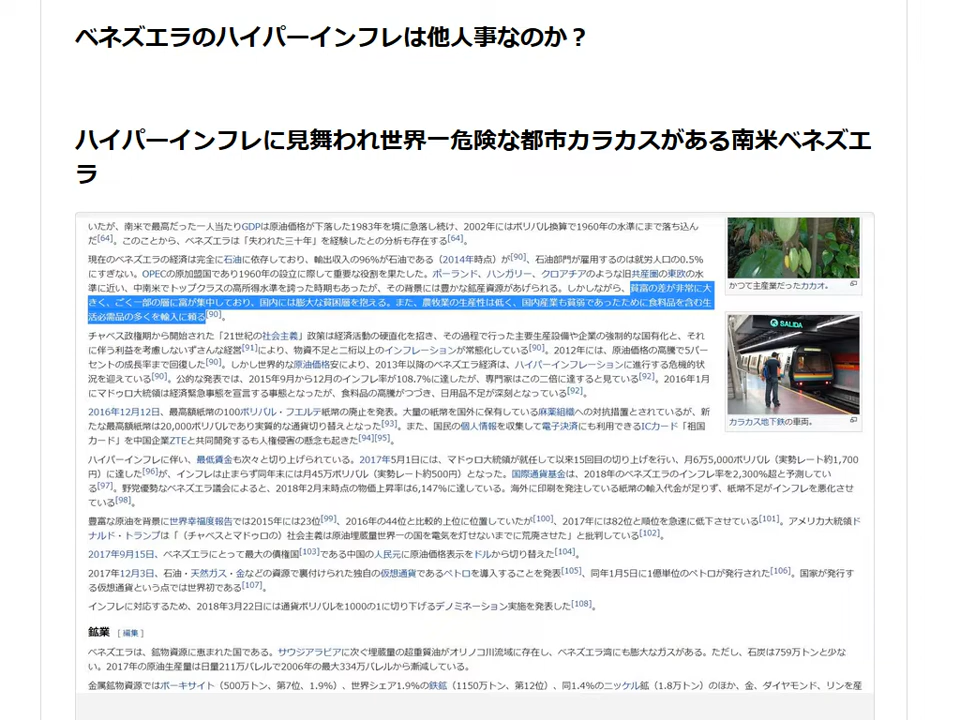 ベネズエラのハイパーインフレは他人事なのか？
ハイパーインフレに見舞われ世界一危険な都市カラカスがある南米ベネズエ
ラ
いたが、南米で最高だった一人当たりGDPは原油価格が下落した1983年を境に急落し続け、2002年にはボリバル換算で1960年の水準にまで落ち込ん
だ[64]。このことから、ベネズエラは「失われた三十年」を経験したとの分析も存在する[64]。
現在のベネズエラの経済は完全に石油に依存しており、輸出収入の96%が石油である（2014年時点）が[90]、石油部門が雇用するのは就労人口の0.5%
にすぎない。OPECの原加盟国であり1960年の設立に際して重要な役割を果たした。ポーランド、ハンガリー、クロアチアのような旧共産圏の東欧の水
準に近い、中南米でトップクラスの高所得水準を誇った時期もあったが、その背景には豊かな鉱産資源があげられる。しかしながら、貧富の差が非常に大
きく、ごく一部の層に富が集中しており、国内には膨大な貧困層を抱える。また、農牧業の生産性は低く、国内産業も貧弱であったために食料品を含む生
活必需品の多くを輸入に頼る[90]。
チャベス政権期から開始された「21世紀の社会主義」政策は経済活動の硬直化を招き、その過程で行った主要生産設備や企業の強制的な国有化と、それ
に伴う利益を考慮しないずさんな経営[91]により、物資不足と二桁以上のインフレーションが常態化している[90]。2012年には、原油価格の高騰で5パー
セントの成長率まで回復した[90]。しかし世界的な原油価格安により、2013年以降のベネズエラ経済は、ハイパーインフレーションに進行する危機的状
況を迎えている[90]。公的な発表では、2015年9月から12月のインフレ率が108.7%に達したが、専門家はこの二倍に達すると見ている[92]。2016年1月
にマドゥロ大統領は経済緊急事態を宣言する事態となったが、食料品の高騰がつづき、日用品不足が深刻となっている[92]。
2016年12月12日、最高額紙幣の100ボリバル・フエルテ紙幣の廃止を発表。大量の紙幣を国外に保有している麻薬組織への対抗措置とされているが、新
たな最高額紙幣は20,000ボリバルであり実質的な通貨切り替えとなった[93]。また、国民の個人情報を収集して電子決済にも利用できるICカード「祖国
カード」を中国企業ZTEと共同開発するも人権侵害の懸念も起きた[94][95]。
ハイパーインフレに伴い、最低賃金も次々と切り上げられている。2017年5月1日には、マドゥロ大統領が就任して以来15回目の切り上げを行い、月6万5,000ボリバル（実勢レート約1,700
円）に達した[96]が、インフレは止まらず同年末には月45万ボリバル（実勢レート約500円）となった。国際通貨基金は、2018年のベネズエラのインフレ率を2,300%超と予測してい
る[97]。野党優勢なベネズエラ議会によると、2018年2月末時点の物価上昇率は6,147%に達している。海外に印刷を発注している紙幣の輸入代金が足りず、紙幣不足がインフレを悪化させ
ている[98]。
豊富な原油を背景に世界幸福度報告では2015年には23位[99]、2016年の44位と比較的上位に位置していたが[100]、2017年には82位と順位を急速に低下させている[101]。アメリカ大統領ド
ナルド・トランプは「（チャベスとマドゥロの）社会主義は原油埋蔵量世界一の国を電気を灯せないまでに荒廃させた」と批判している[102]。
2017年9月15日、ベネズエラにとって最大の債権国[103]である中国の人民元に原油価格表示をドルから切り替えた[104]。
2017年12月3日、石油・天然ガス・金などの資源で裏付けられた独自の仮想通貨であるペトロを導入することを発表[105]、同年1月5日に1億単位のペトロが発行された[106]。国家が発行す
る仮想通貨という点では世界初である[107]。
インフレに対応するため、2018年3月22日には通貨ボリバルを1000の1に切り下げるデノミネーション実施を発表した[108]。
鉱業 [編集]
ベネズエラは、鉱物資源に恵まれた国である。サウジアラビアに次ぐ埋蔵量の超重質油がオリノコ川流域に存在し、ベネズエラ湾にも膨大なガスがある。ただし、石炭は759万トンと少な
い。2017年の原油生産量は日量211万バレルで2006年の最大334万バレルから漸減している。
金属鉱物資源ではボーキサイト（500万トン、第7位、1.9%）、世界シェア1.9%の鉄鉱（1150万トン、第12位）、同1.4%のニッケル鉱（1.8万トン）のほか、金、ダイヤモンド、リンを産
かつて主産業だったカカオ。
SALIDA
カラカス地下鉄の車両。